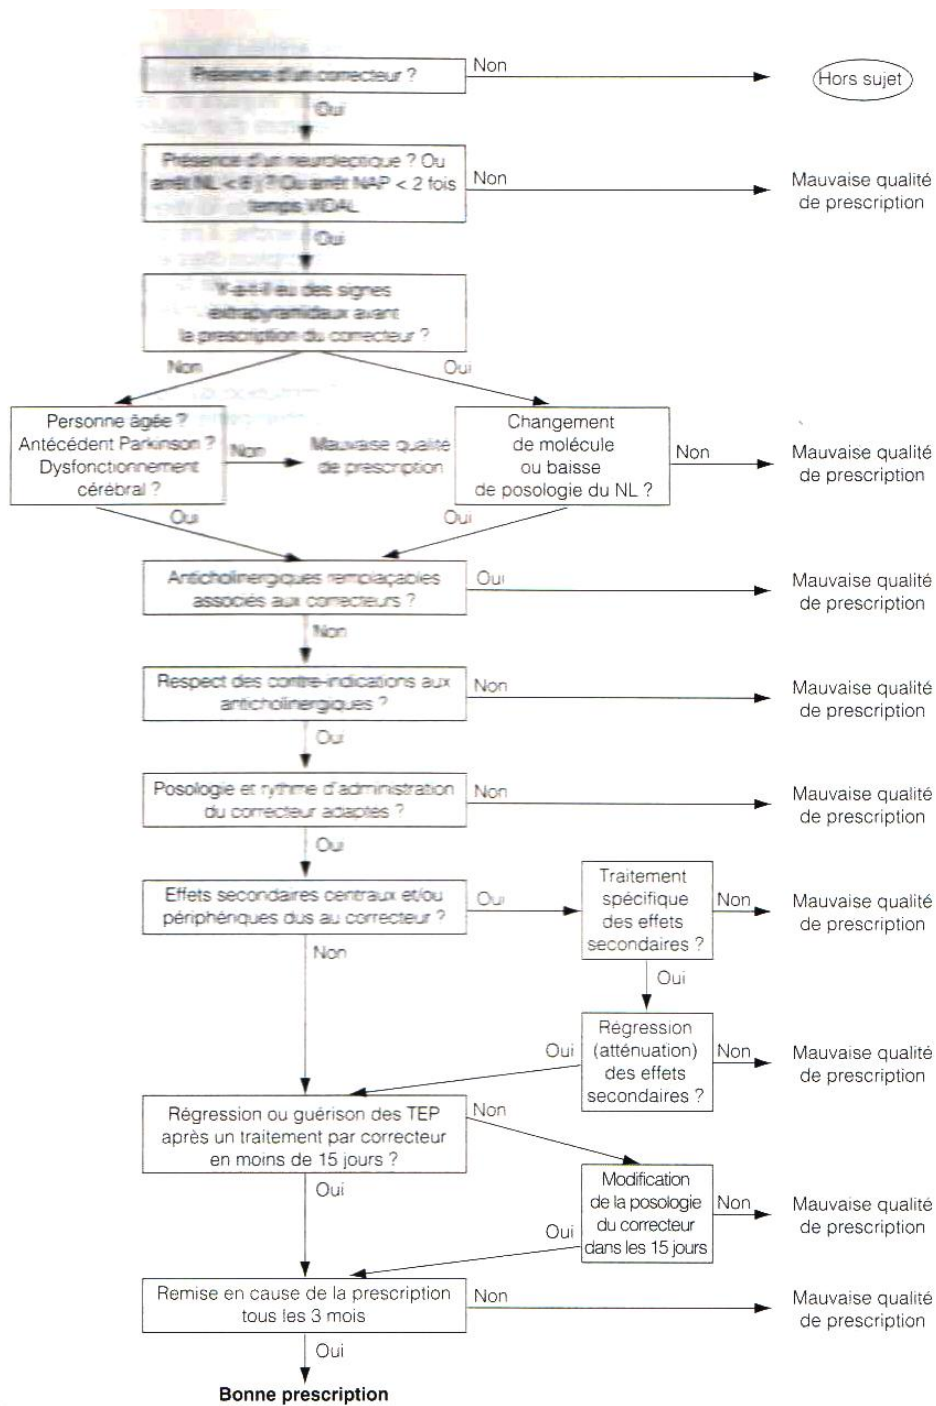 Présence d'un correcteur ?
Non
Hors sujet
Oui
Présence d'un neuroleptique ? Ou
arrêt NL < 8 j ? Ou arrêt NAP < 2 fois
temps VIDAL
Non
Mauvaise qualité
de prescription
Oui
Y-a-t-il eu des signes
extrapyramidaux avant
la prescription du correcteur ?
Non
Oui
Personne âgée ?
Antécédent Parkinson ?
Dysfonctionnement
cérébral ?
Non
Mauvaise qualité
de prescription
Changement
de molécule
ou baisse
de posologie du NL ?
Non
Mauvaise qualité
de prescription
Oui
Oui
Anticholinergiques remplaçables
associés aux correcteurs ?
Oui
Mauvaise qualité
de prescription
Non
Respect des contre-indications aux
anticholinergiques ?
Non
Mauvaise qualité
de prescription
Oui
Posologie et rythme d'administration
du correcteur adaptés ?
Non
Mauvaise qualité
de prescription
Oui
Effets secondaires centraux et/ou
périphériques dus au correcteur ?
Oui
Traitement
spécifique
des effets
secondaires ?
Non
Mauvaise qualité
de prescription
Non
Oui
Régression
(atténuation)
des effets
secondaires ?
Oui
Non
Mauvaise qualité
de prescription
Régression ou guérison des TEP
après un traitement par correcteur
en moins de 15 jours ?
Non
Oui
Modification
de la posologie
du correcteur
dans les 15 jours
Non
Mauvaise qualité
de prescription
Oui
Remise en cause de la prescription
tous les 3 mois
Non
Mauvaise qualité
de prescription
Oui
Bonne prescription